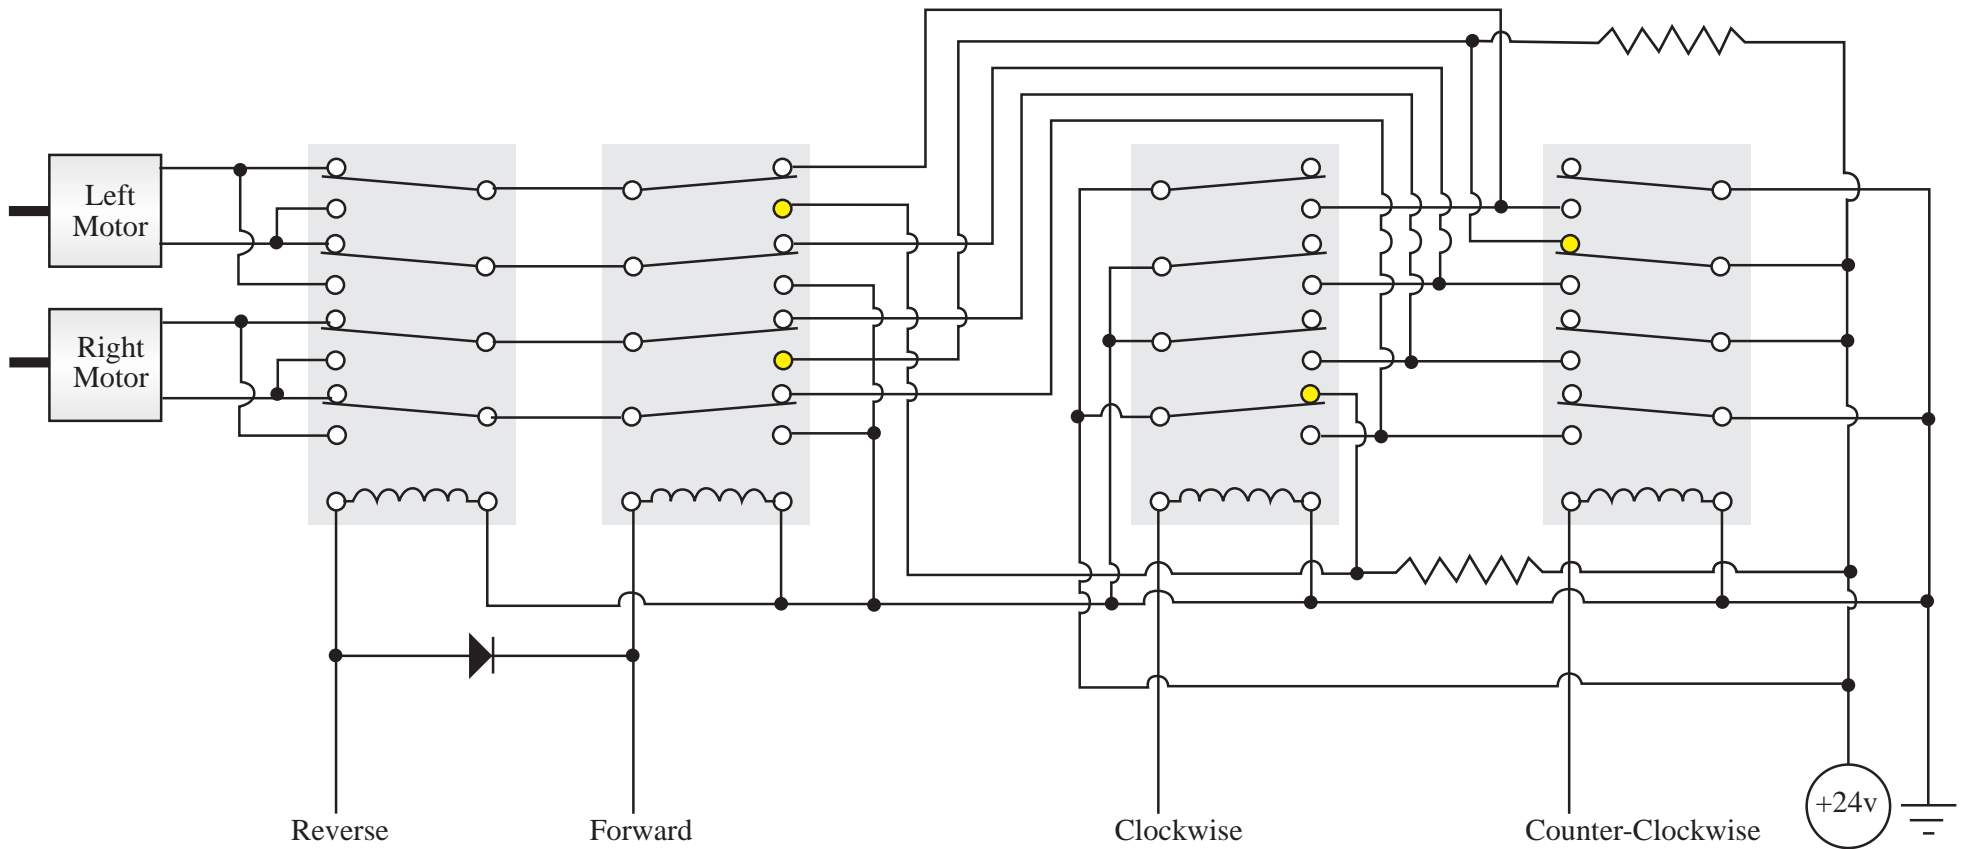 Left
Motor
Right
Motor
Reverse
Forward
Clockwise
Counter-Clockwise
+24v